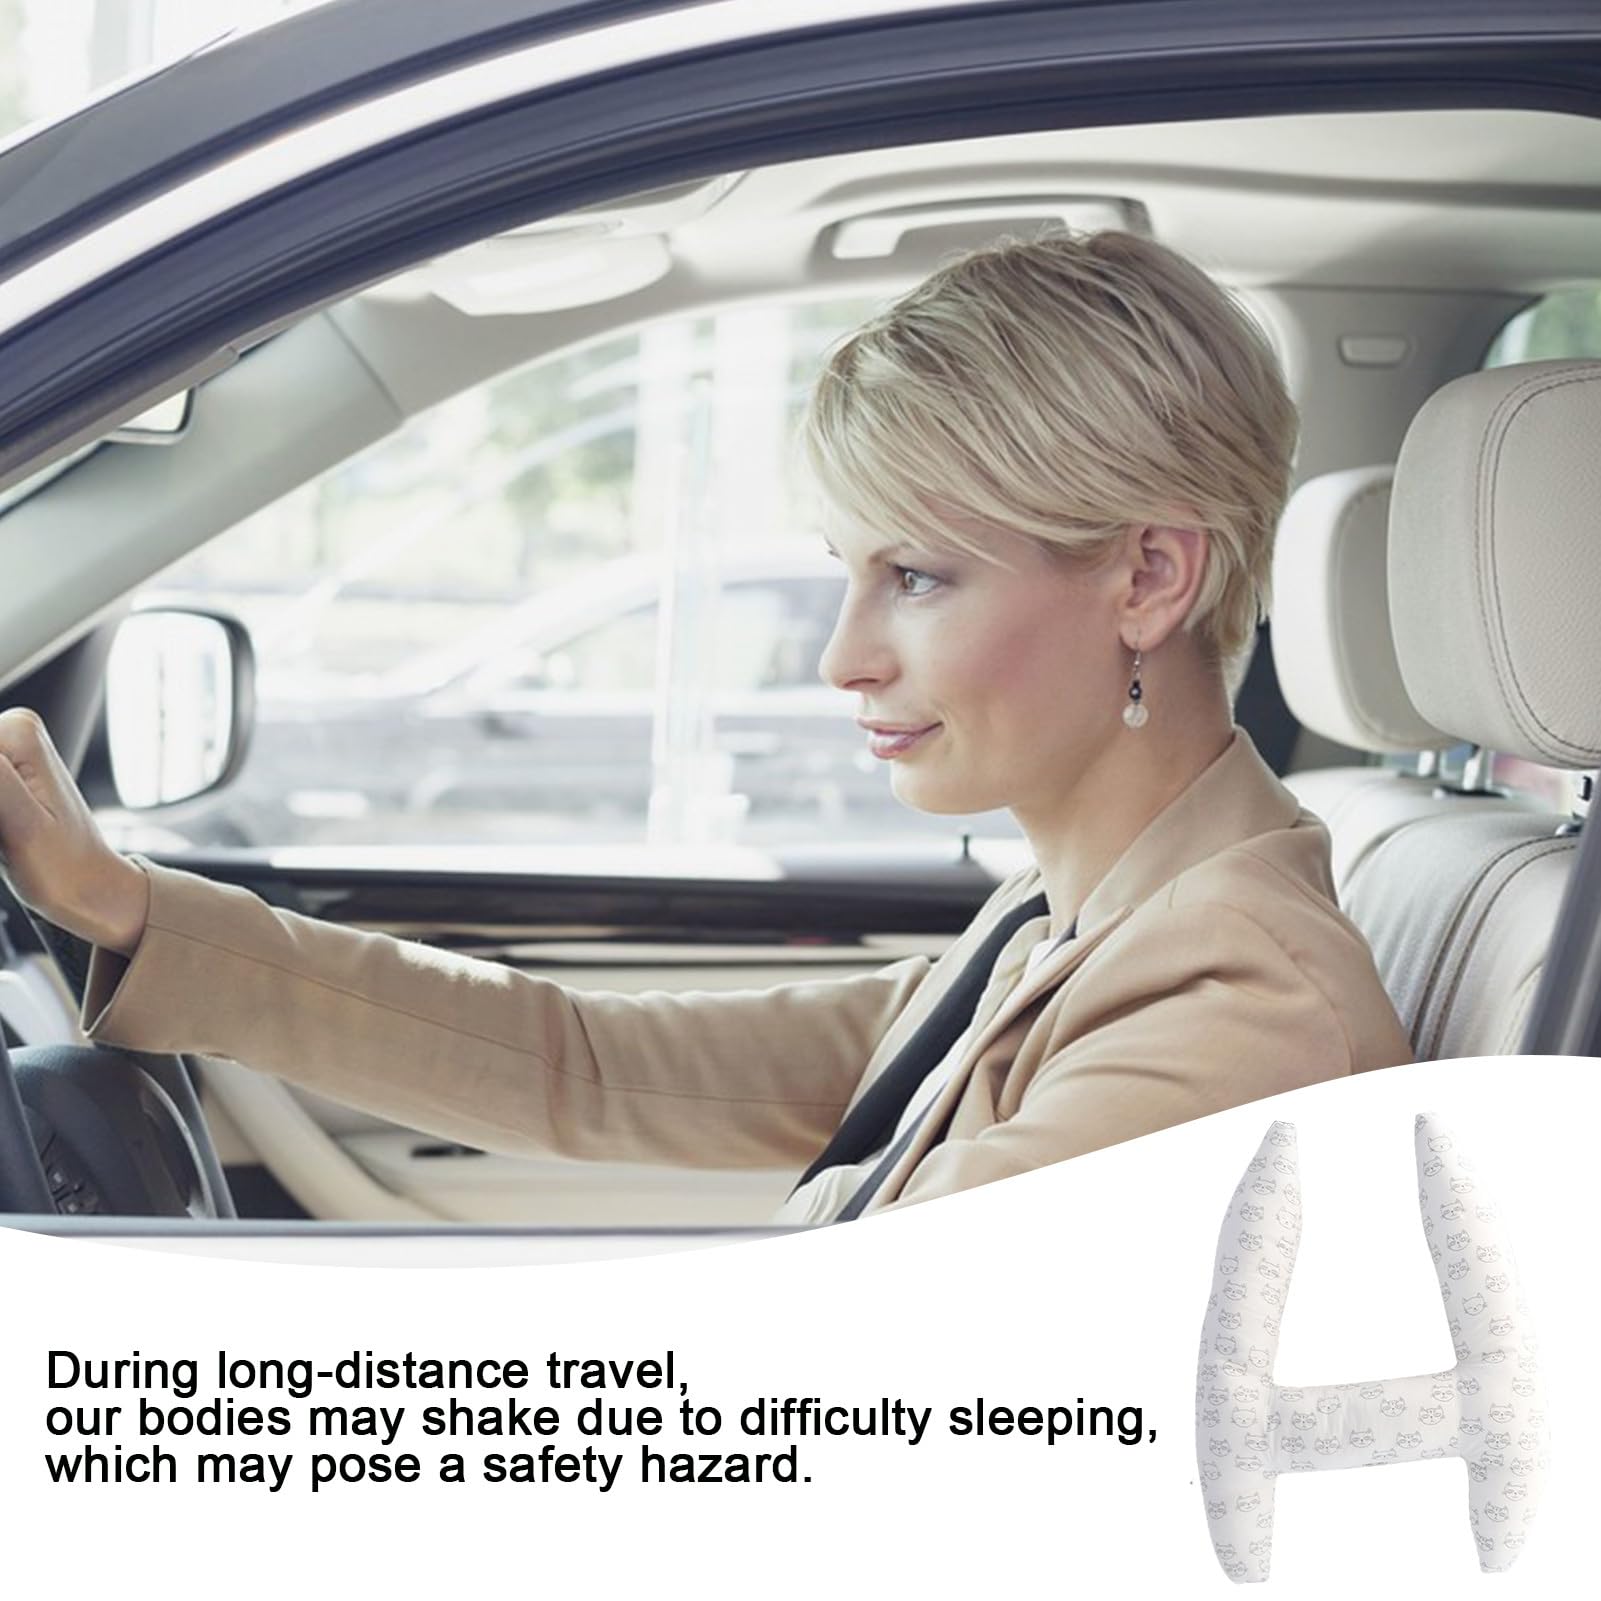 During long-distance travel,
our bodies may shake due to difficulty sleeping,
which may pose a safety hazard.